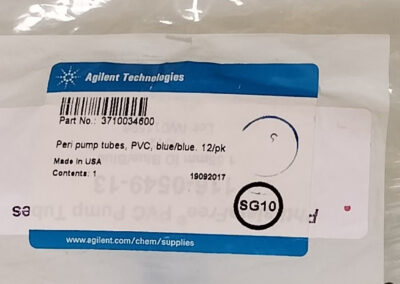 Agilent Technologies
Part No.: 3710034600
Peri pump tubes, PVC, blue/blue. 12/pk
Made in USA
Contents: 1
19092017
SG10
www.agilent.com/chem/supplies